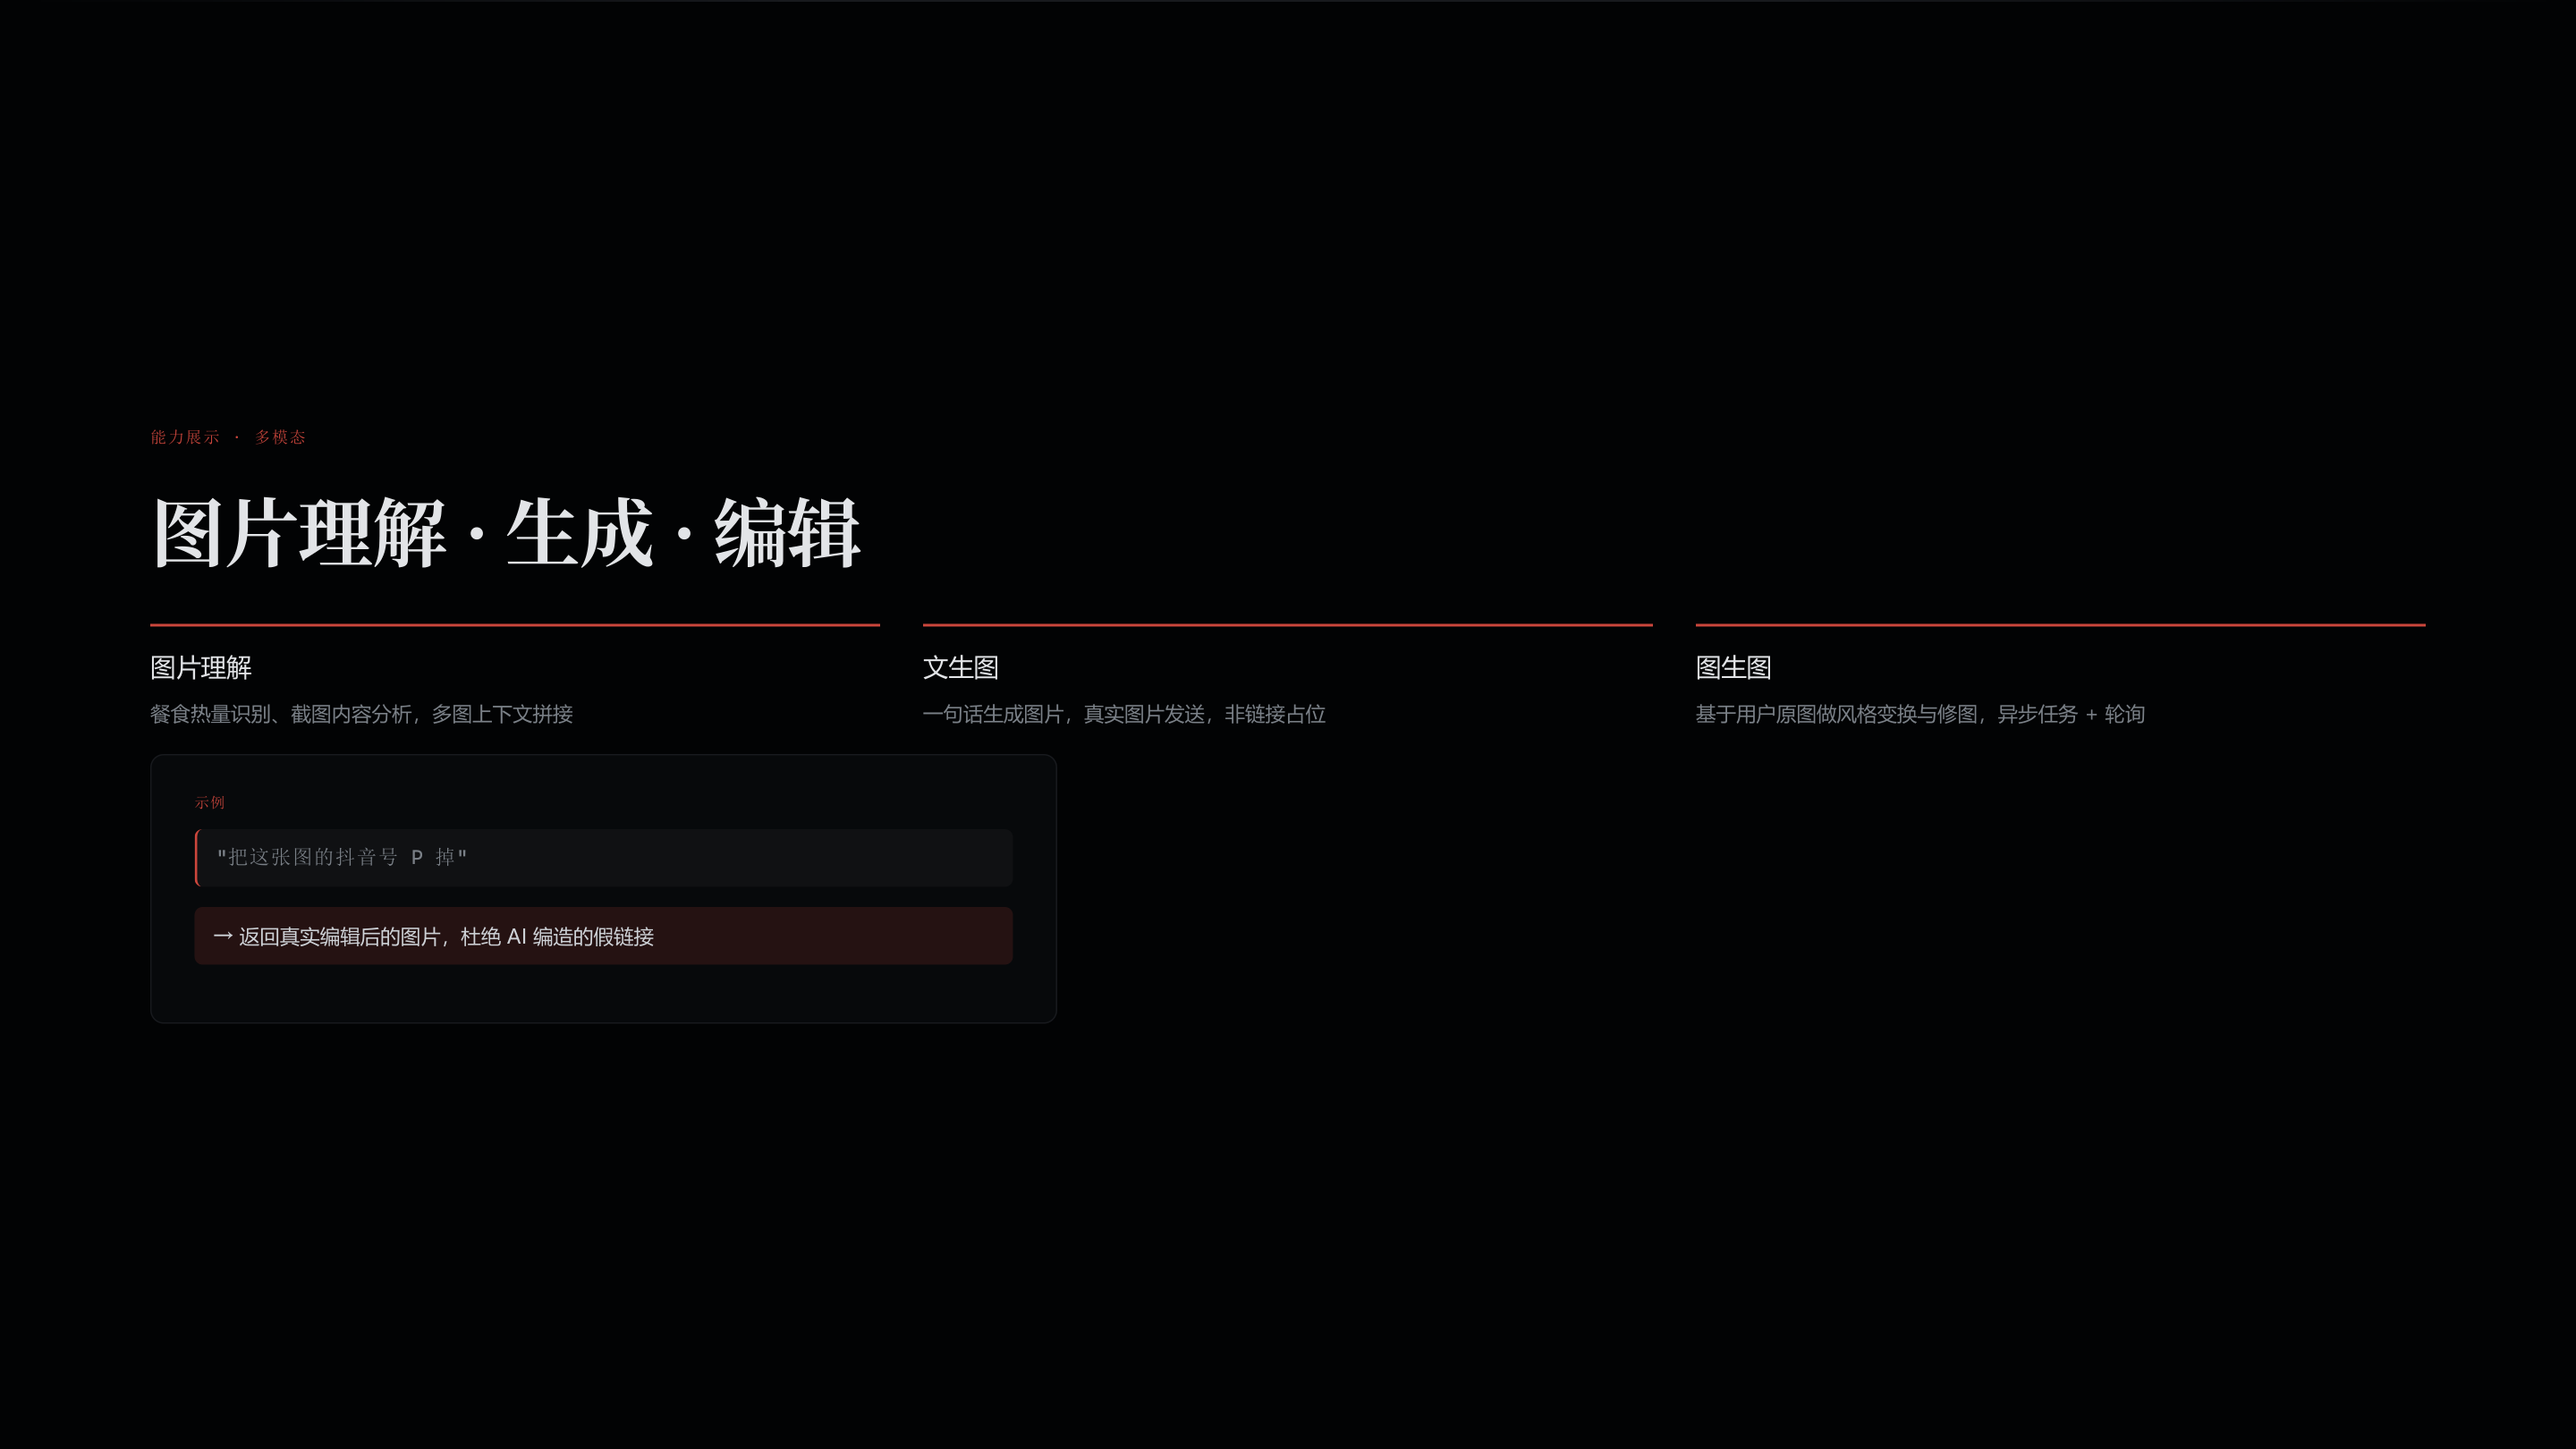 能力展示 · 多模态
图片理解 · 生成 · 编辑
图片理解
餐食热量识别、截图内容分析，多图上下文拼接
文生图
一句话生成图片，真实图片发送，非链接占位
图生图
基于用户原图做风格变换与修图，异步任务 + 轮询
示例
"把这张图的抖音号 P 掉"
→ 返回真实编辑后的图片，杜绝 AI 编造的假链接